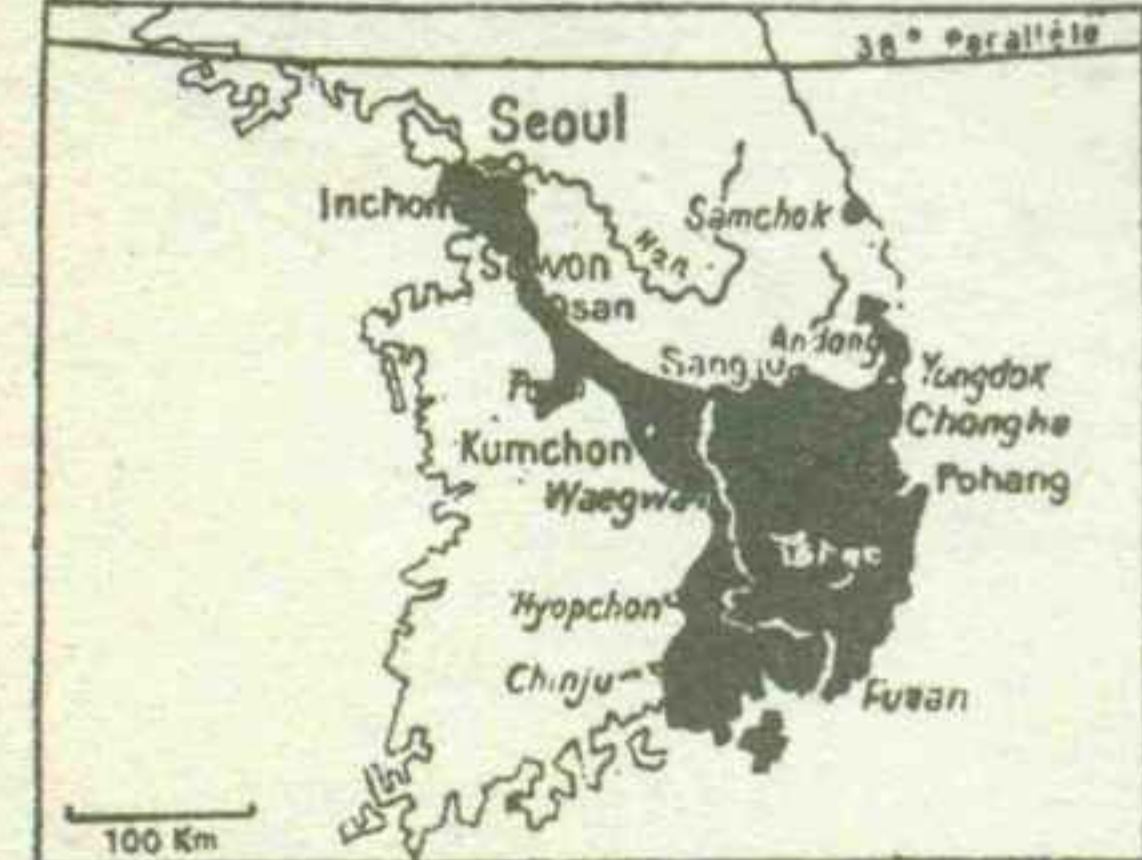 38° Parallèle
Seoul
Inchon
Samchok
Han
Suwon
Osan
Andong
Sangju
Yungdok
Chonghe
Kumchon
Pohang
Waegwan
Hyopchon
Chinju
Fusan
100 Km